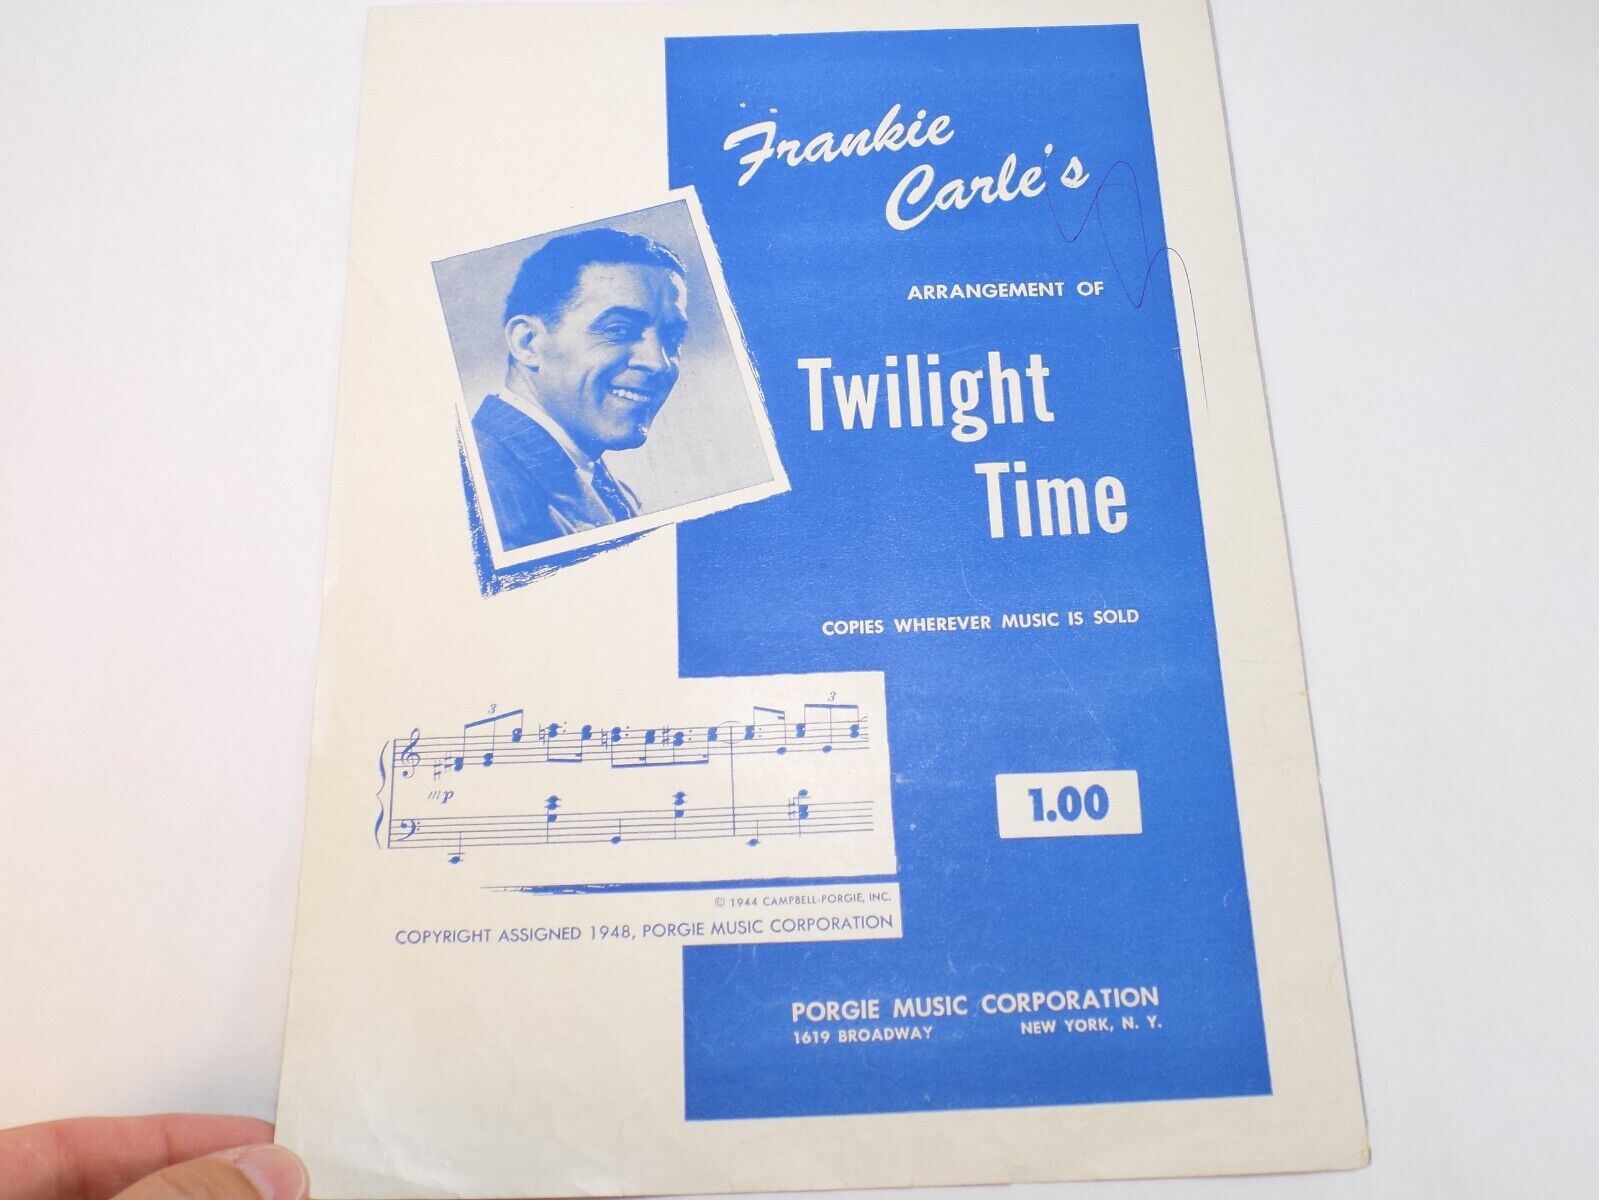 Frankie
Carle's
ARRANGEMENT OF
Twilight
Time
COPIES WHEREVER MUSIC IS SOLD
3
3
mp
1.00
© 1944 CAMPBELL-PORGIE, INC.
COPYRIGHT ASSIGNED 1948, PORGIE MUSIC CORPORATION
PORGIE MUSIC CORPORATION
1619 BROADWAY NEW YORK, N. Y.